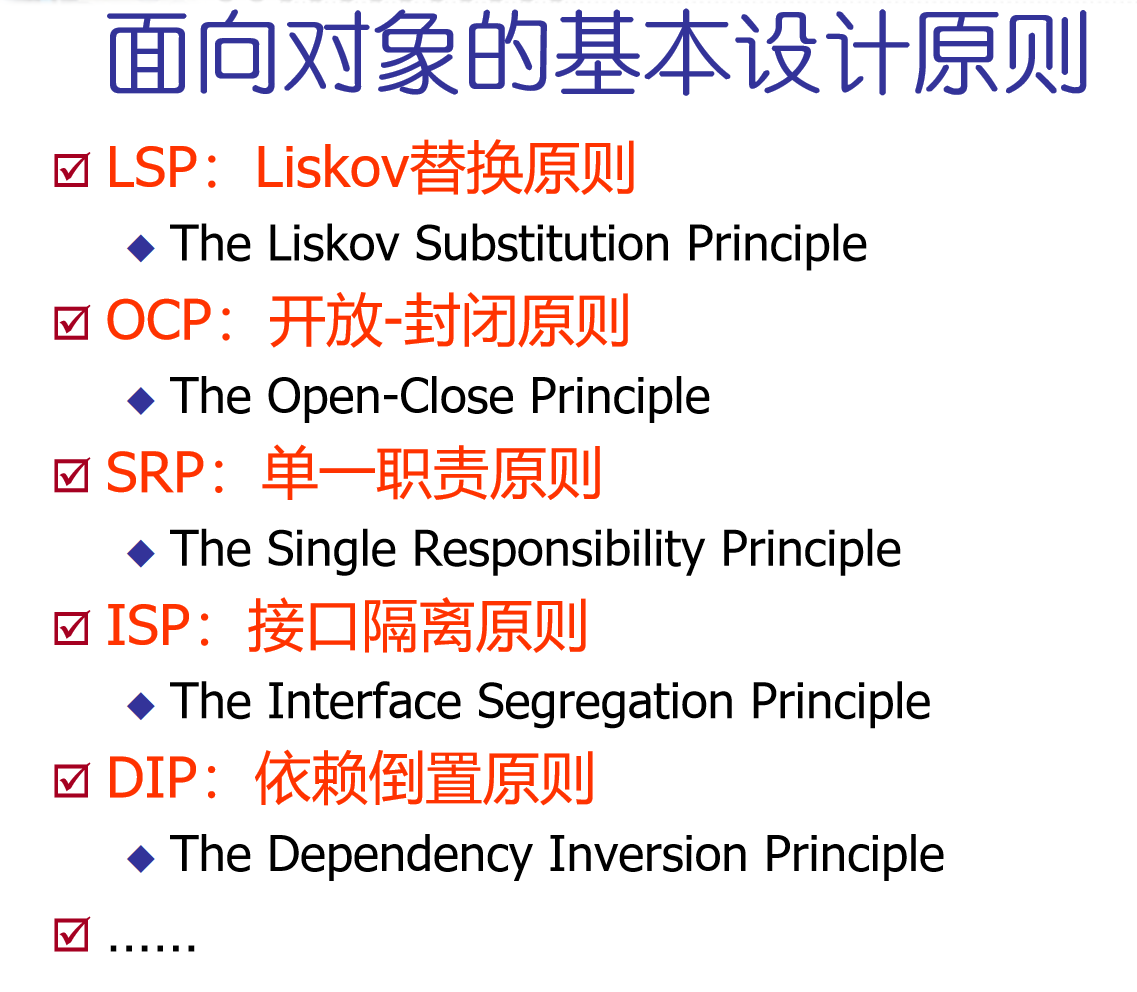 面向对象的基本设计原则
LSP：Liskov替换原则
The Liskov Substitution Principle
OCP：开放-封闭原则
The Open-Close Principle
SRP：单一职责原则
The Single Responsibility Principle
ISP：接口隔离原则
The Interface Segregation Principle
DIP：依赖倒置原则
The Dependency Inversion Principle
……